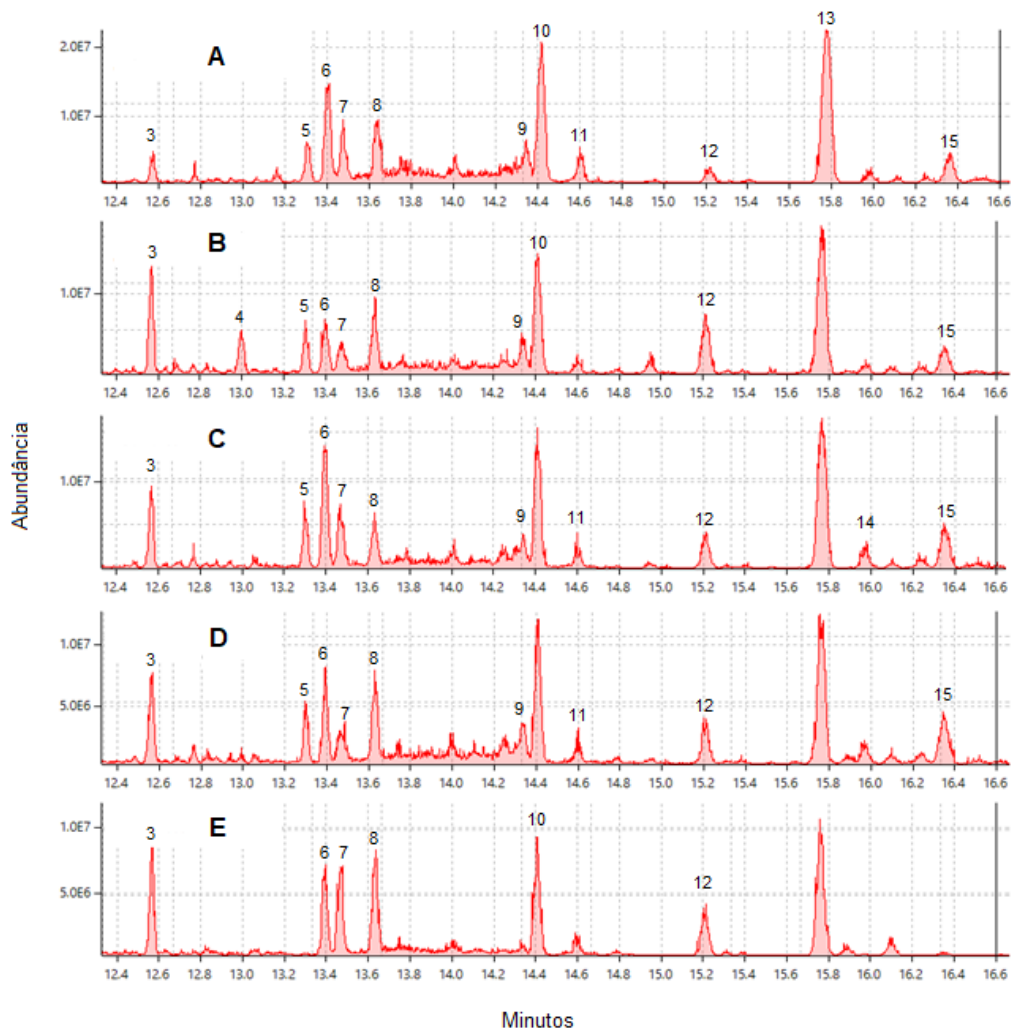 Abundância
A
2.0E7
1.0E7
3 5 6 7 8 9 10 11 12 13 15
12.4 12.6 12.8 13.0 13.2 13.4 13.6 13.8 14.0 14.2 14.4 14.6 14.8 15.0 15.2 15.4 15.6 15.8 16.0 16.2 16.4 16.6
B
1.0E7
3 4 5 6 7 8 9 10 12 15
12.4 12.6 12.8 13.0 13.2 13.4 13.6 13.8 14.0 14.2 14.4 14.6 14.8 15.0 15.2 15.4 15.6 15.8 16.0 16.2 16.4 16.6
C
1.0E7
3 5 6 7 8 9 10 11 12 14 15
12.4 12.6 12.8 13.0 13.2 13.4 13.6 13.8 14.0 14.2 14.4 14.6 14.8 15.0 15.2 15.4 15.6 15.8 16.0 16.2 16.4 16.6
D
1.0E7
5.0E6
3 5 6 7 8 9 10 11 12 15
12.4 12.6 12.8 13.0 13.2 13.4 13.6 13.8 14.0 14.2 14.4 14.6 14.8 15.0 15.2 15.4 15.6 15.8 16.0 16.2 16.4 16.6
E
1.0E7
5.0E6
3 6 7 8 10 12
12.4 12.6 12.8 13.0 13.2 13.4 13.6 13.8 14.0 14.2 14.4 14.6 14.8 15.0 15.2 15.4 15.6 15.8 16.0 16.2 16.4 16.6
Minutos